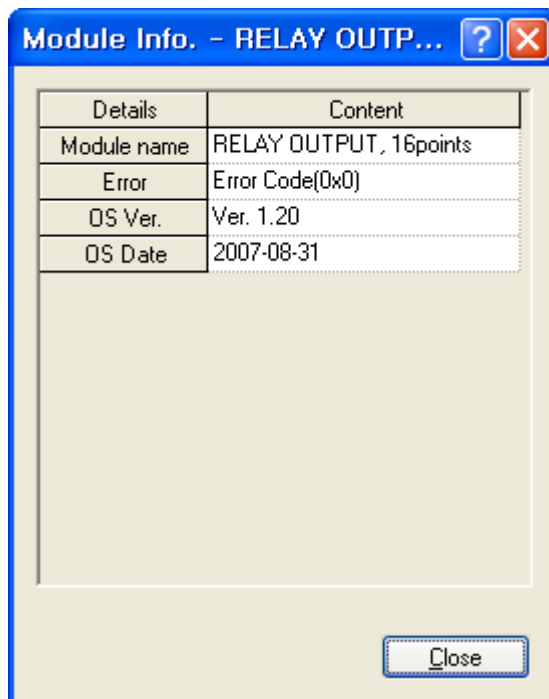 Module Info. - RELAY OUTP...
Details Content
Module name RELAY OUTPUT, 16points
Error Error Code(0x0)
OS Ver. Ver. 1.20
OS Date 2007-08-31
Close